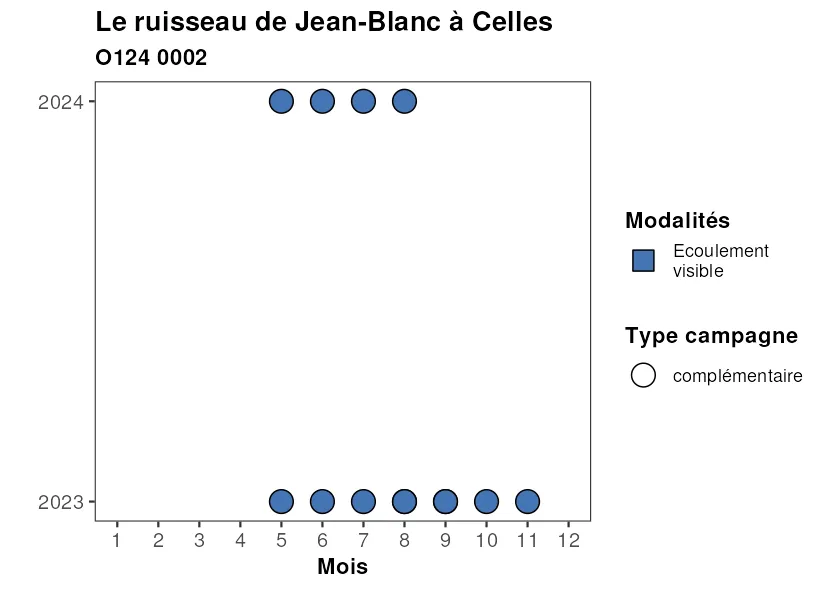 Le ruisseau de Jean-Blanc à Celles
O124 0002
2024
2023
1 2 3 4 5 6 7 8 9 10 11 12
Mois
Modalités
Ecoulement
visible
Type campagne
complémentaire